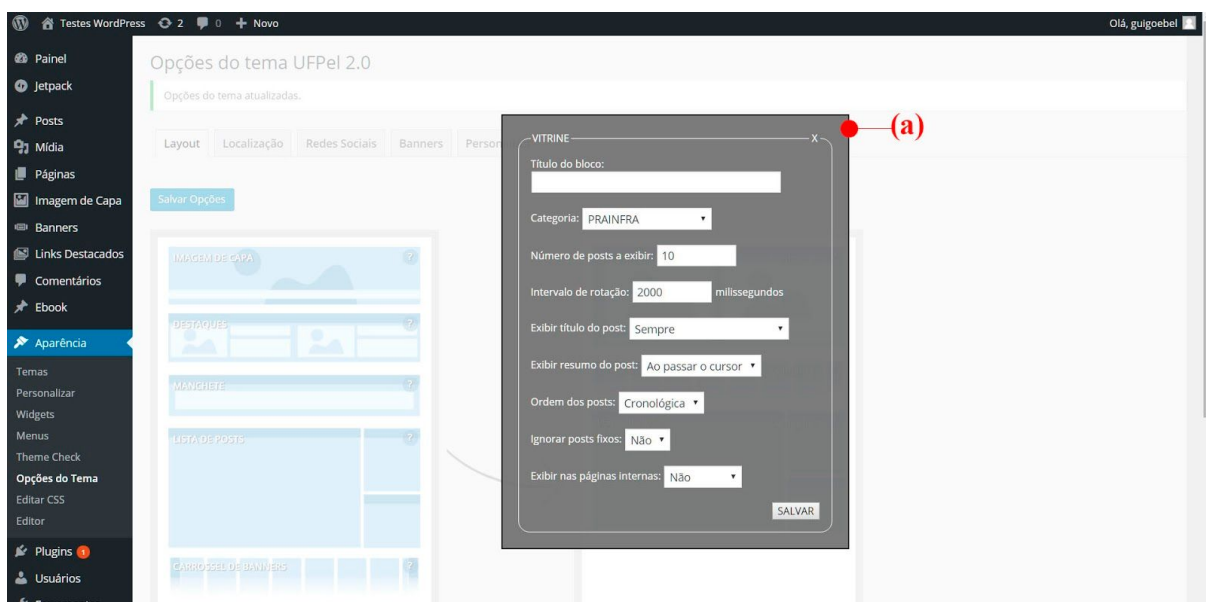 Testes WordPress 2 0 + Novo Olá, guigoebel
Painel
Jetpack
Posts
Mídia
Páginas
Imagem de Capa
Banners
Links Destacados
Comentários
Ebook
Aparência
Temas
Personalizar
Widgets
Menus
Theme Check
Opções do Tema
Editar CSS
Editor
Plugins 1
Usuários
Opções do tema UFPel 2.0
Opções do tema atualizadas.
Layout Localização Redes Sociais Banners Person
Salvar Opções
IMAGEM DE CAPA ?
DESTAQUES ?
MANCHETE ?
LISTA DE POSTS ?
CARROSSEL DE BANNERS ?
(a)
VITRINE X
Título do bloco:
Categoria: PRAINFRA
Número de posts a exibir: 10
Intervalo de rotação: 2000 milissegundos
Exibir título do post: Sempre
Exibir resumo do post: Ao passar o cursor
Ordem dos posts: Cronológica
Ignorar posts fixos: Não
Exibir nas páginas internas: Não
SALVAR